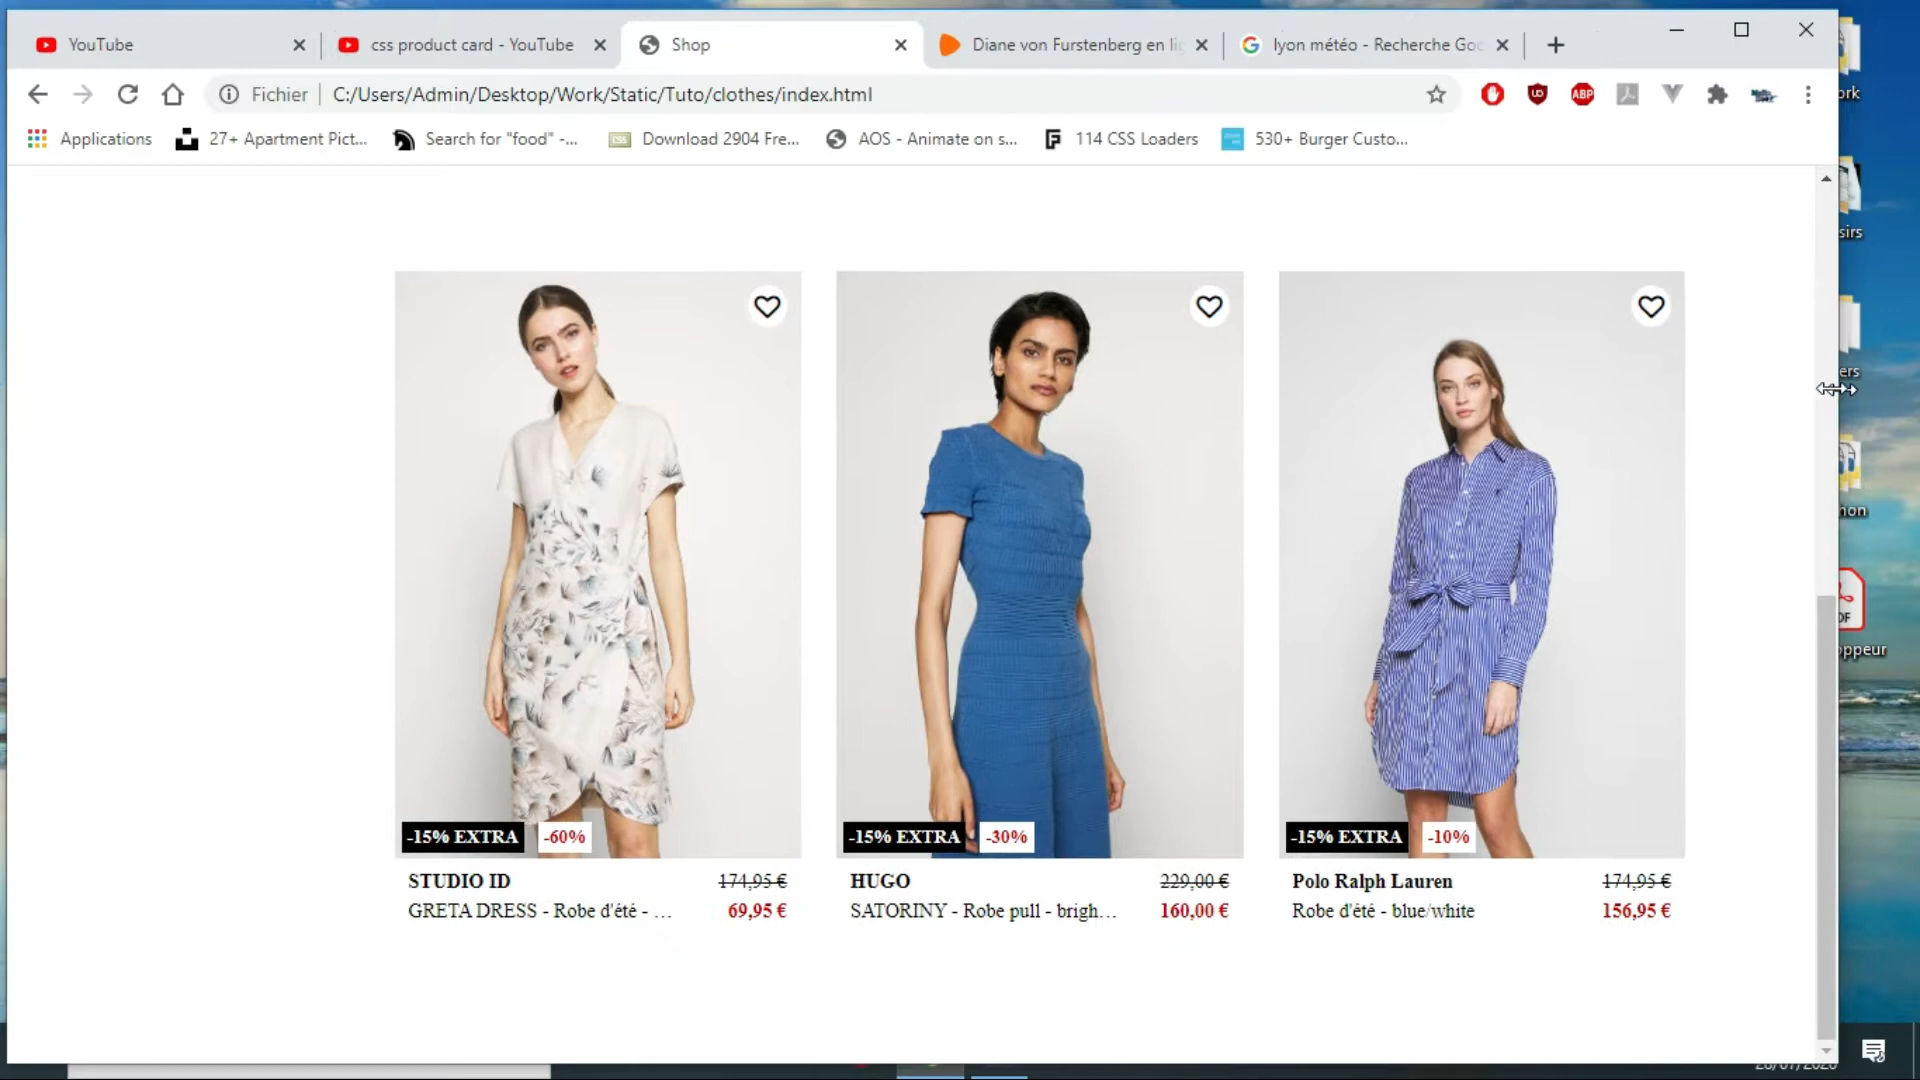 YouTube
css product card - YouTube
Shop
Diane von Furstenberg en li
lyon météo - Recherche Goo
Fichier
C:/Users/Admin/Desktop/Work/Static/Tuto/clothes/index.html
ABP
Applications
27+ Apartment Pict...
Search for "food" -...
css
Download 2904 Fre...
AOS - Animate on s...
114 CSS Loaders
530+ Burger Custo...
-15% EXTRA
-60%
-15% EXTRA
-30%
-15% EXTRA
-10%
STUDIO ID
174,95 €
HUGO
229,00 €
Polo Ralph Lauren
174,95 €
GRETA DRESS - Robe d'été - …
69,95 €
SATORINY - Robe pull - brigh…
160,00 €
Robe d'été - blue/white
156,95 €